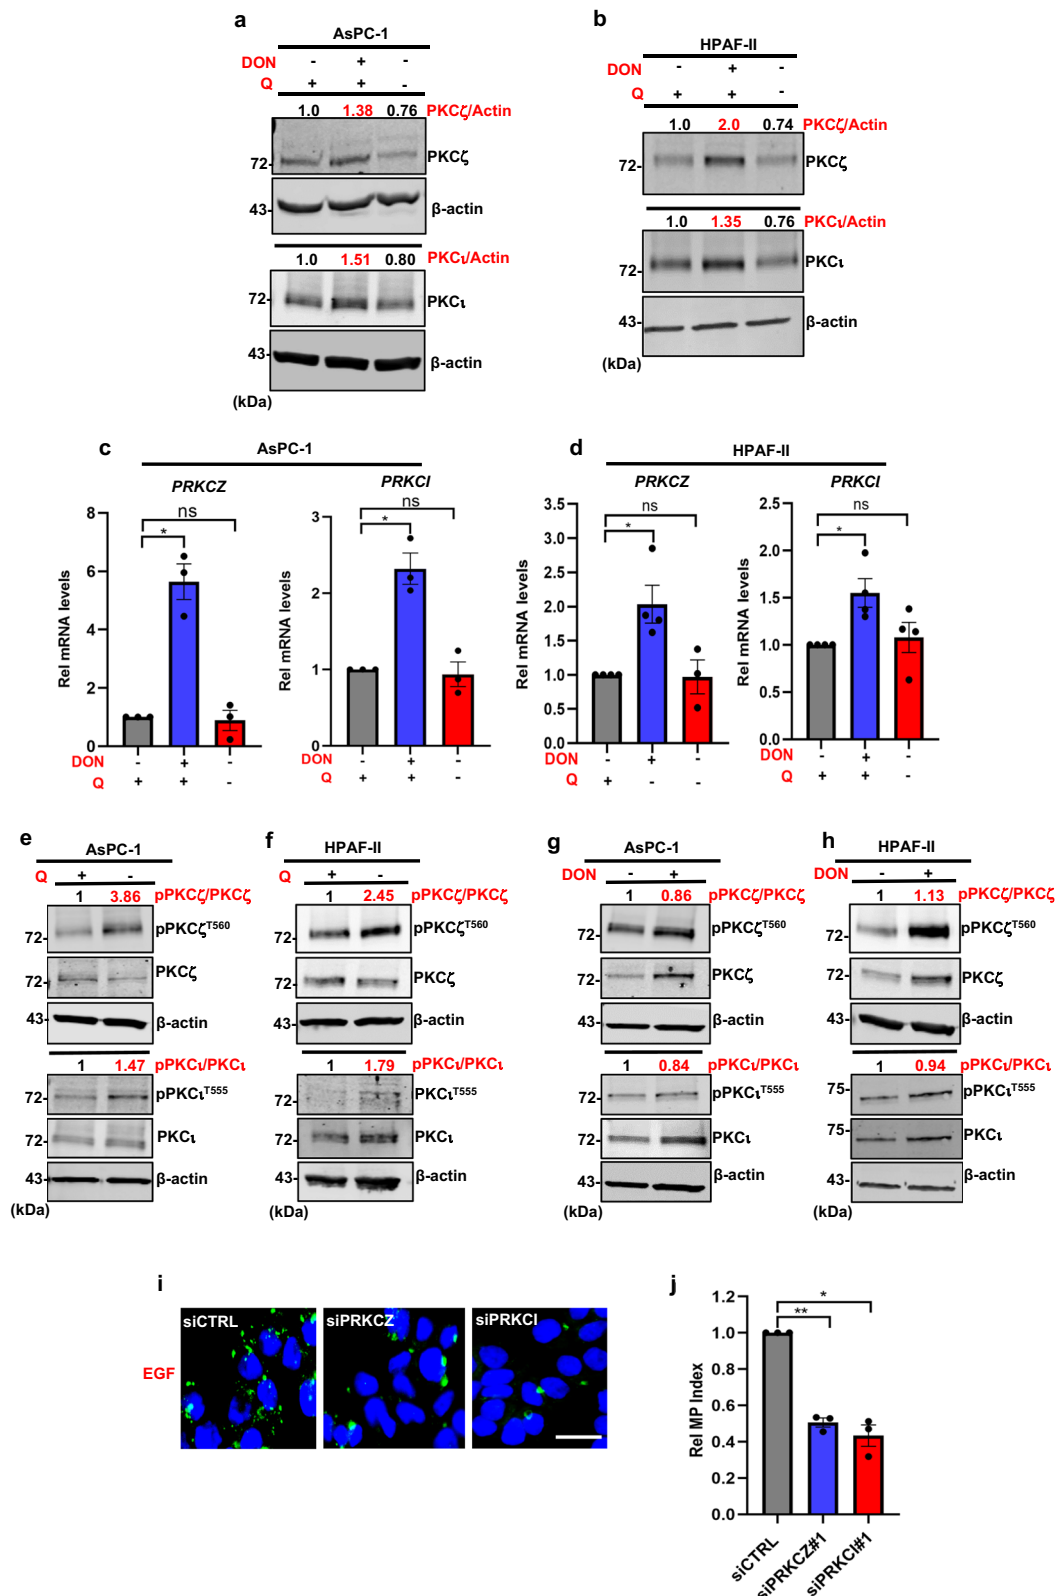 a
AsPC-1
DON - + -
Q + + -
1.0 1.38 0.76 PKCζ/Actin
72- PKCζ
43- β-actin
1.0 1.51 0.80 PKCι/Actin
72- PKCι
43- β-actin
(kDa)
b
HPAF-II
DON - + -
Q + + -
1.0 2.0 0.74 PKCζ/Actin
72- PKCζ
1.0 1.35 0.76 PKCι/Actin
72- PKCι
43- β-actin
(kDa)
c
AsPC-1
PRKCZ
ns
*
Rel mRNA levels
8
6
4
2
0
DON - + -
Q + + -
PRKCI
ns
*
Rel mRNA levels
3
2
1
0
DON - + -
Q + + -
d
HPAF-II
PRKCZ
ns
*
Rel mRNA levels
3.5
3.0
2.5
2.0
1.5
1.0
0.5
0.0
DON - + -
Q + - -
PRKCI
ns
*
Rel mRNA levels
2.5
2.0
1.5
1.0
0.5
0.0
- + -
+ + -
e
AsPC-1
Q + -
1 3.86 pPKCζ/PKCζ
72- pPKCζT560
72- PKCζ
43- β-actin
1 1.47 pPKCι/PKCι
72- pPKCιT555
72- PKCι
43- β-actin
(kDa)
f
HPAF-II
Q + -
1 2.45 pPKCζ/PKCζ
72- pPKCζT560
72- PKCζ
43- β-actin
1 1.79 pPKCι/PKCι
72- PKCιT555
72- PKCι
43- β-actin
g
AsPC-1
DON - +
1 0.86 pPKCζ/PKCζ
72- pPKCζT560
72- PKCζ
43- β-actin
1 0.84 pPKCι/PKCι
72- pPKCιT555
72- PKCι
43- β-actin
(kDa)
h
HPAF-II
DON - +
1 1.13 pPKCζ/PKCζ
72- pPKCζT560
72- PKCζ
43- β-actin
1 0.94 pPKCι/PKCι
75- pPKCιT555
75- PKCι
43- β-actin
(kDa)
i
siCTRL siPRKCZ siPRKCI
EGF
j
*
**
Rel MP Index
1.2
1.0
0.8
0.6
0.4
0.2
0.0
siCTRL
siPRKCZ#1
siPRKCI#1